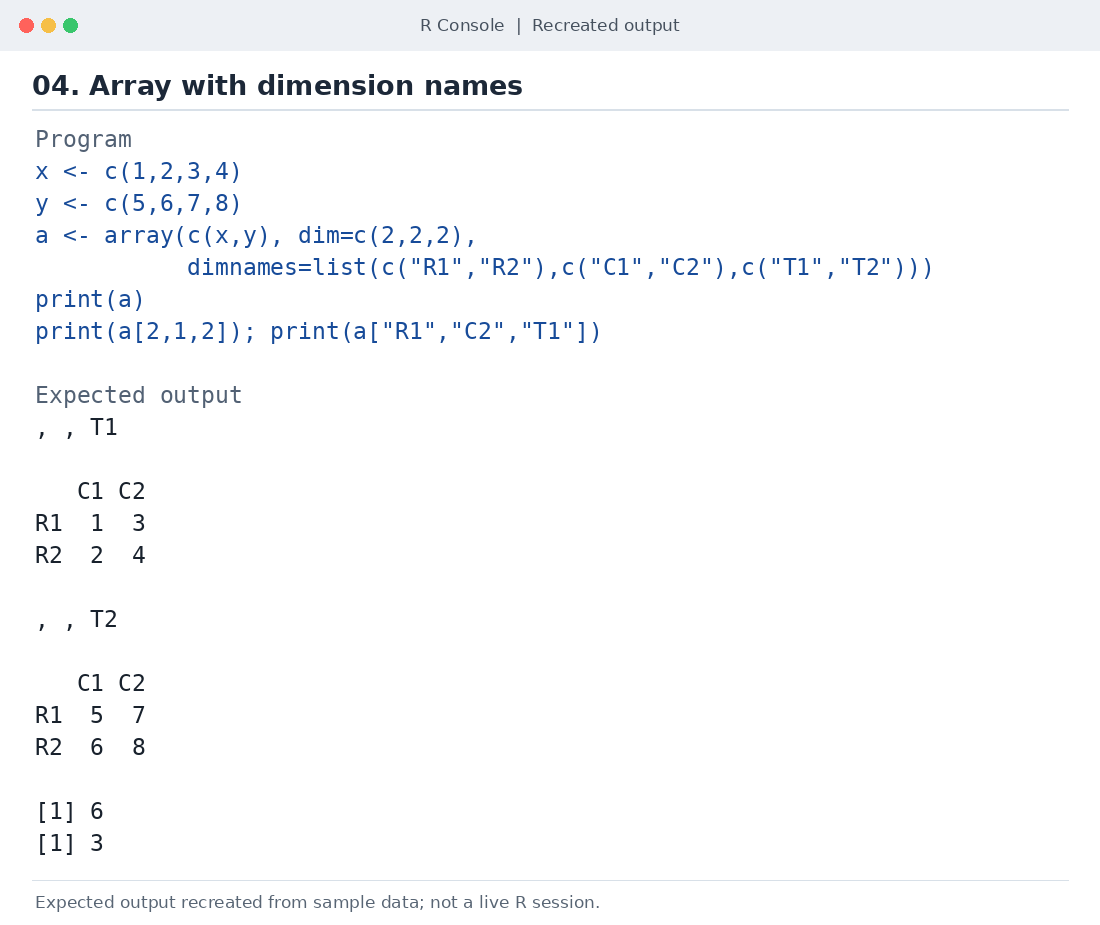 R Console | Recreated output
04. Array with dimension names
Program
x <- c(1,2,3,4)
y <- c(5,6,7,8)
a <- array(c(x,y), dim=c(2,2,2),
           dimnames=list(c("R1","R2"),c("C1","C2"),c("T1","T2")))
print(a)
print(a[2,1,2]); print(a["R1","C2","T1"])
Expected output
, , T1
   C1 C2
R1  1  3
R2  2  4
, , T2
   C1 C2
R1  5  7
R2  6  8
[1] 6
[1] 3
Expected output recreated from sample data; not a live R session.